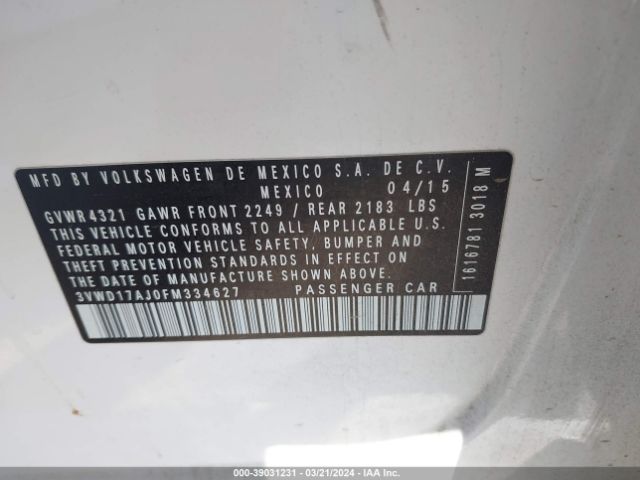 MFD BY VOLKSWAGEN DE MEXICO S.A. DE C.V.
MEXICO 04/15
GVWR 4321 GAWR FRONT 2249 / REAR 2183 LBS
THIS VEHICLE CONFORMS TO ALL APPLICABLE U.S.
FEDERAL MOTOR VEHICLE SAFETY, BUMPER AND
THEFT PREVENTION STANDARDS IN EFFECT ON
THE DATE OF MANUFACTURE SHOWN ABOVE.
3VWD17AJ0FM334627 PASSENGER CAR
1616781 3018 M
000-39031231 - 03/21/2024 - IAA Inc.